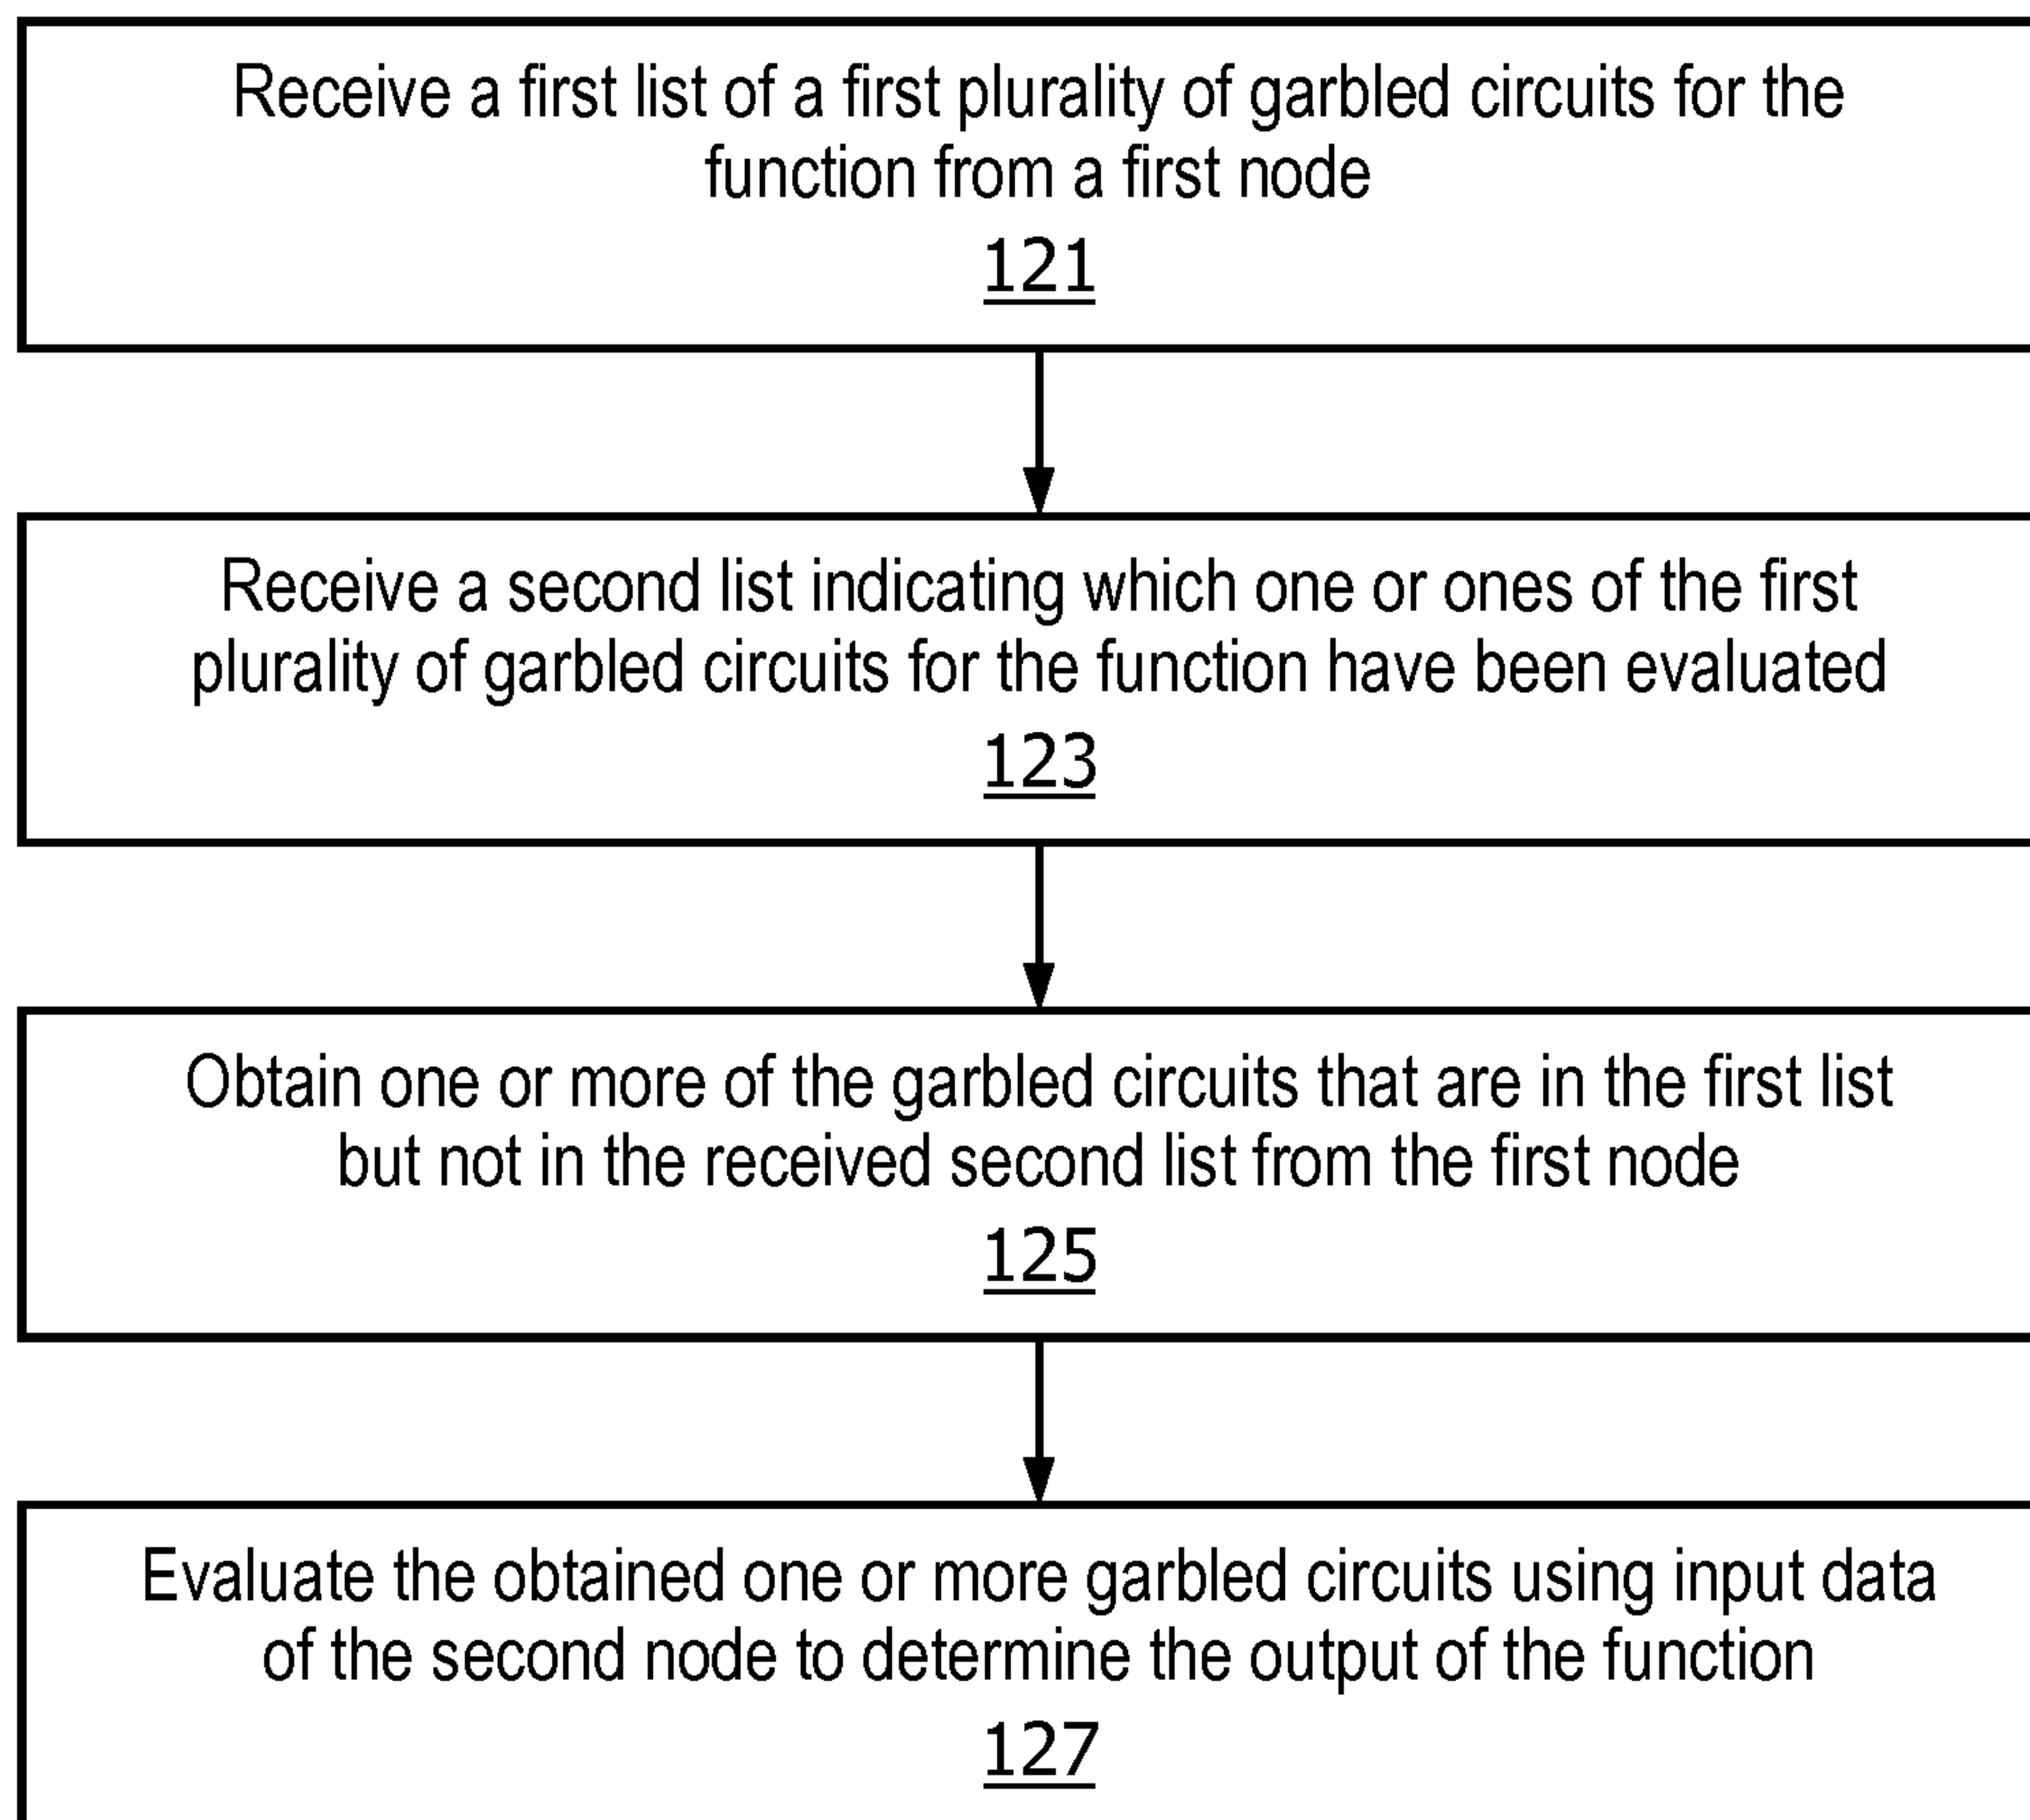 Receive a first list of a first plurality of garbled circuits for the
function from a first node
121
Receive a second list indicating which one or ones of the first
plurality of garbled circuits for the function have been evaluated
123
Obtain one or more of the garbled circuits that are in the first list
but not in the received second list from the first node
125
Evaluate the obtained one or more garbled circuits using input data
of the second node to determine the output of the function
127